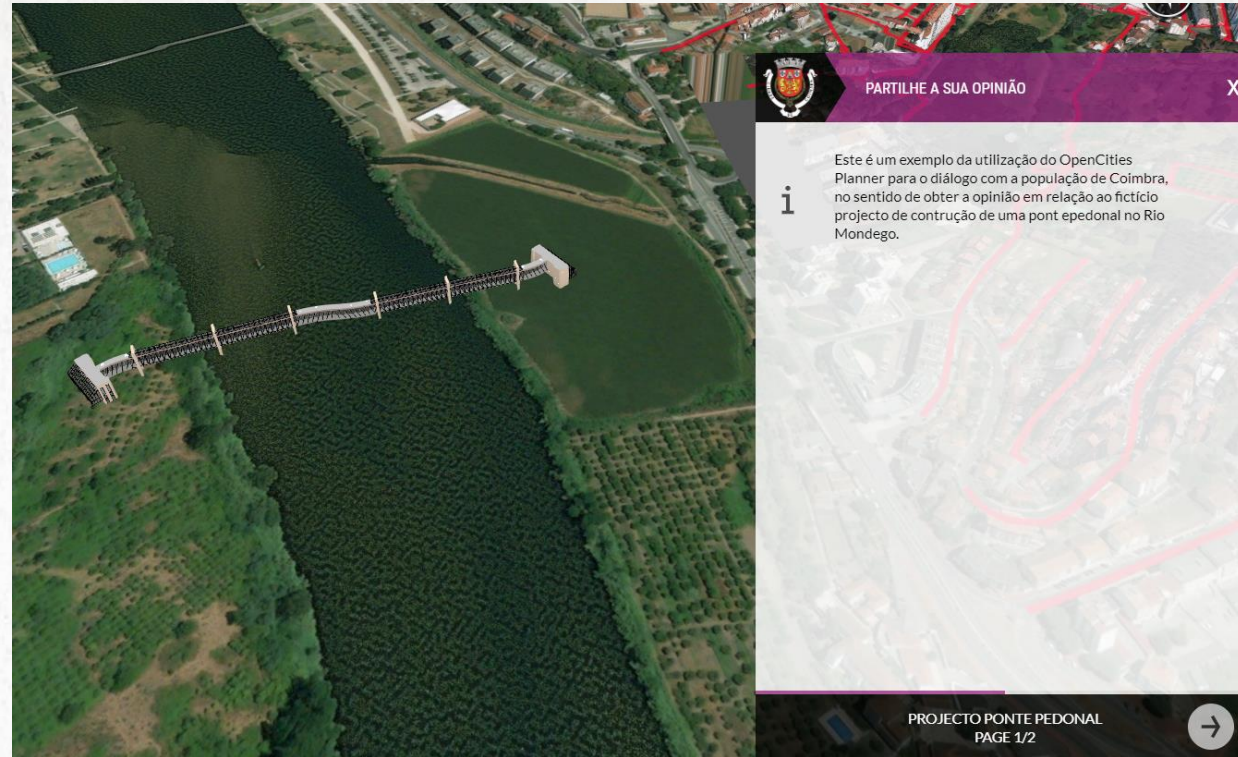 PARTILHE A SUA OPINIÃO
X
i
Este é um exemplo da utilização do OpenCities
Planner para o diálogo com a população de Coimbra,
no sentido de obter a opinião em relação ao fictício
projecto de contrução de uma pont epedonal no Rio
Mondego.
PROJECTO PONTE PEDONAL
PAGE 1/2